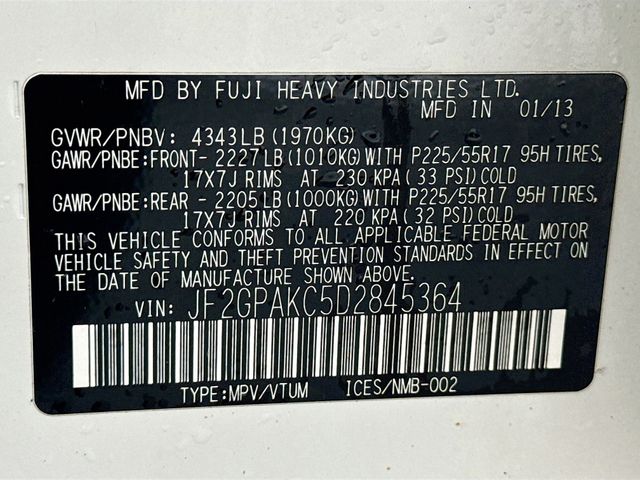 MFD BY FUJI HEAVY INDUSTRIES LTD.
MFD IN 01/13
GVWR/PNBV: 4343LB(1970KG)
GAWR/PNBE:FRONT-2227LB(1010KG)WITH P225/55R17 95H TIRES,
17X7J RIMS AT 230 KPA(33 PSI)COLD
GAWR/PNBE:REAR -2205LB(1000KG)WITH P225/55R17 95H TIRES,
17X7J RIMS AT 220 KPA(32 PSI)COLD
THIS VEHICLE CONFORMS TO ALL APPLICABLE FEDERAL MOTOR
VEHICLE SAFETY AND THEFT PREVENTION STANDARDS IN EFFECT ON
THE DATE OF MANUFACTURE SHOWN ABOVE.
VIN: JF2GPAKC5D2845364
TYPE:MPV/VTUM ICES/NMB-002